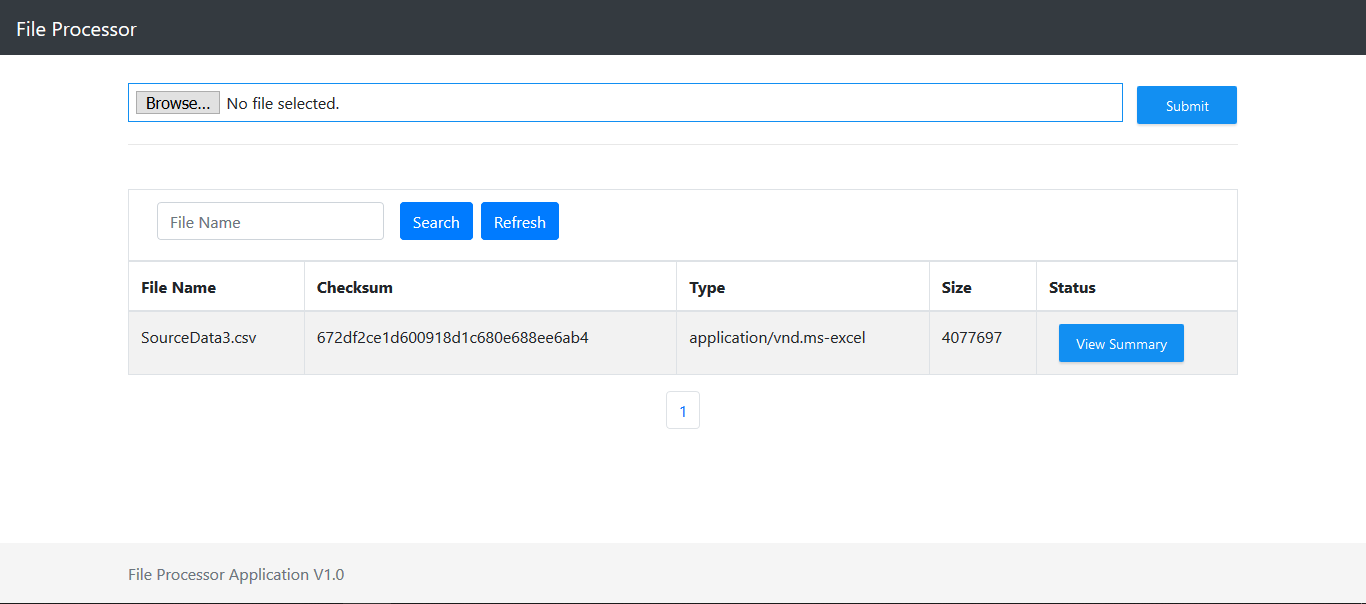 File Processor
Browse... No file selected. Submit
File Name Search Refresh
File Name Checksum Type Size Status
SourceData3.csv 672df2ce1d600918d1c680e688ee6ab4 application/vnd.ms-excel 4077697 View Summary
1
File Processor Application V1.0